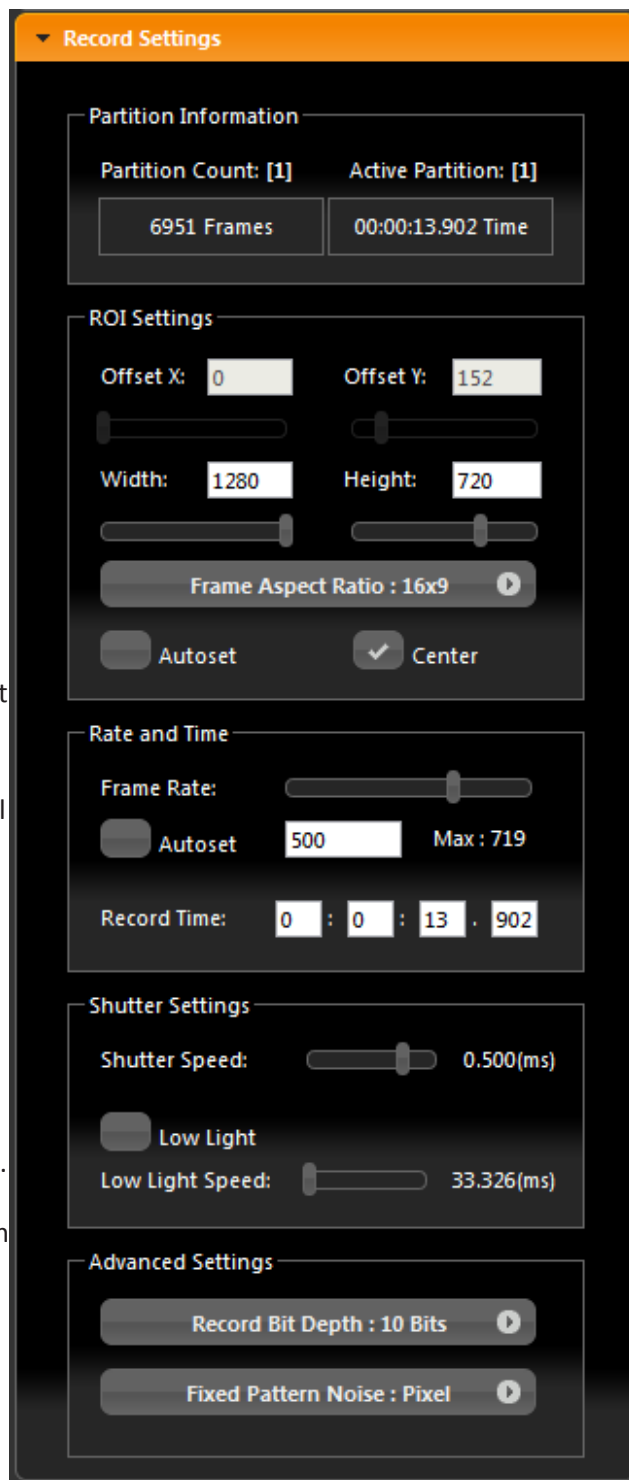 Record Settings
Partition Information
Partition Count: [1] Active Partition: [1]
6951 Frames 00:00:13.902 Time
ROI Settings
Offset X: 0 Offset Y: 152
Width: 1280 Height: 720
Frame Aspect Ratio : 16x9
Autoset Center
t
Rate and Time
Frame Rate:
l
Autoset 500 Max : 719
Record Time: 0 : 0 : 13 . 902
Shutter Settings
Shutter Speed: 0.500(ms)
Low Light
.
Low Light Speed: 33.326(ms)
Advanced Settings
Record Bit Depth : 10 Bits
Fixed Pattern Noise : Pixel